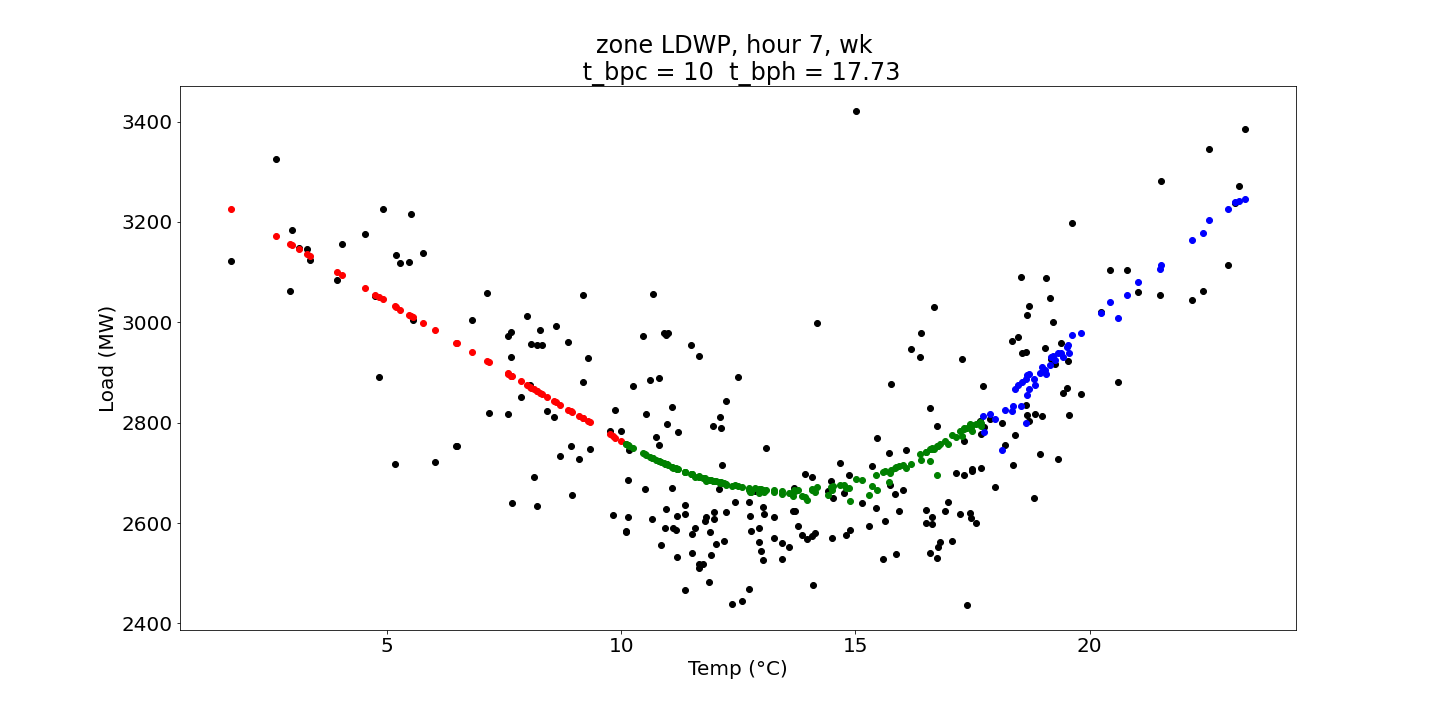 zone LDWP, hour 7, wk
t_bpc = 10  t_bph = 17.73
3400
3200
3000
2800
2600
2400
Load (MW)
5 10 15 20
Temp (°C)